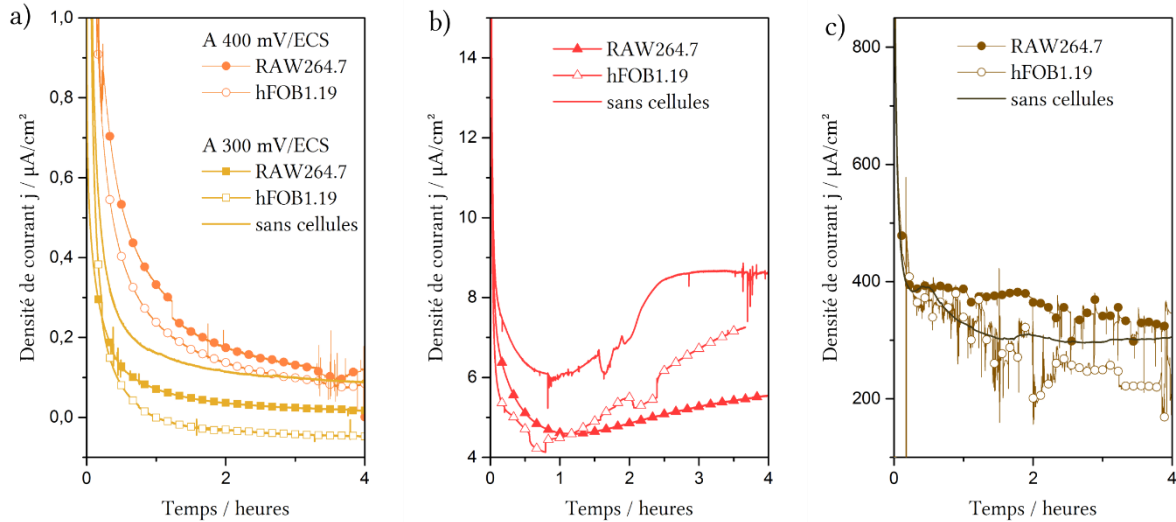 a)
Densité de courant j / µA/cm²
1,0
0,8
0,6
0,4
0,2
0,0
A 400 mV/ECS
RAW264.7
hFOB1.19
A 300 mV/ECS
RAW264.7
hFOB1.19
sans cellules
0 2 4
Temps / heures
b)
Densité de courant j / µA/cm²
14
12
10
8
6
4
RAW264.7
hFOB1.19
sans cellules
0 1 2 3 4
Temps / heures
c)
Densité de courant j / µA/cm²
800
600
400
200
RAW264.7
hFOB1.19
sans cellules
0 2 4
Temps / heures